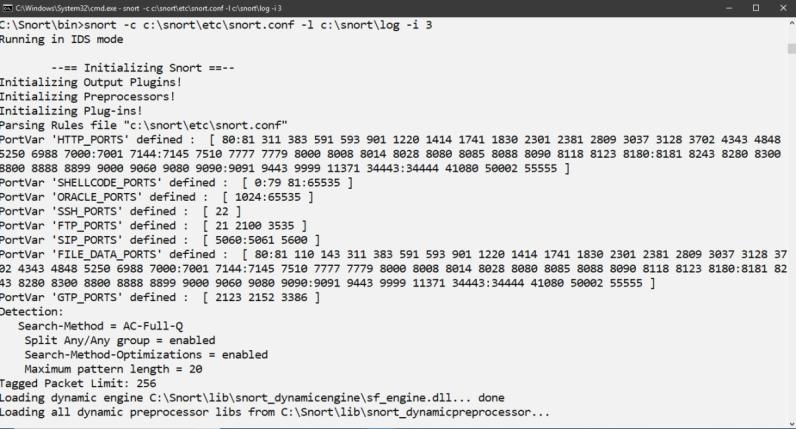 C:\Windows\System32\cmd.exe - snort -c c:\snort\etc\snort.conf -l c:\snort\log -i 3
C:\Snort\bin>snort -c c:\snort\etc\snort.conf -l c:\snort\log -i 3
Running in IDS mode
--== Initializing Snort ==--
Initializing Output Plugins!
Initializing Preprocessors!
Initializing Plug-ins!
Parsing Rules file "c:\snort\etc\snort.conf"
PortVar 'HTTP_PORTS' defined :  [ 80:81 311 383 591 593 901 1220 1414 1741 1830 2301 2381 2809 3037 3128 3702 4343 4848
5250 6988 7000:7001 7144:7145 7510 7777 7779 8000 8008 8014 8028 8080 8085 8088 8090 8118 8123 8180:8181 8243 8280 8300
8800 8888 8899 9000 9060 9080 9090:9091 9443 9999 11371 34443:34444 41080 50002 55555 ]
PortVar 'SHELLCODE_PORTS' defined :  [ 0:79 81:65535 ]
PortVar 'ORACLE_PORTS' defined :  [ 1024:65535 ]
PortVar 'SSH_PORTS' defined :  [ 22 ]
PortVar 'FTP_PORTS' defined :  [ 21 2100 3535 ]
PortVar 'SIP_PORTS' defined :  [ 5060:5061 5600 ]
PortVar 'FILE_DATA_PORTS' defined :  [ 80:81 110 143 311 383 591 593 901 1220 1414 1741 1830 2301 2381 2809 3037 3128 37
02 4343 4848 5250 6988 7000:7001 7144:7145 7510 7777 7779 8000 8008 8014 8028 8080 8085 8088 8090 8118 8123 8180:8181 82
43 8280 8300 8800 8888 8899 9000 9060 9080 9090:9091 9443 9999 11371 34443:34444 41080 50002 55555 ]
PortVar 'GTP_PORTS' defined :  [ 2123 2152 3386 ]
Detection:
Search-Method = AC-Full-Q
Split Any/Any group = enabled
Search-Method-Optimizations = enabled
Maximum pattern length = 20
Tagged Packet Limit: 256
Loading dynamic engine C:\Snort\lib\snort_dynamicengine\sf_engine.dll... done
Loading all dynamic preprocessor libs from C:\Snort\lib\snort_dynamicpreprocessor...